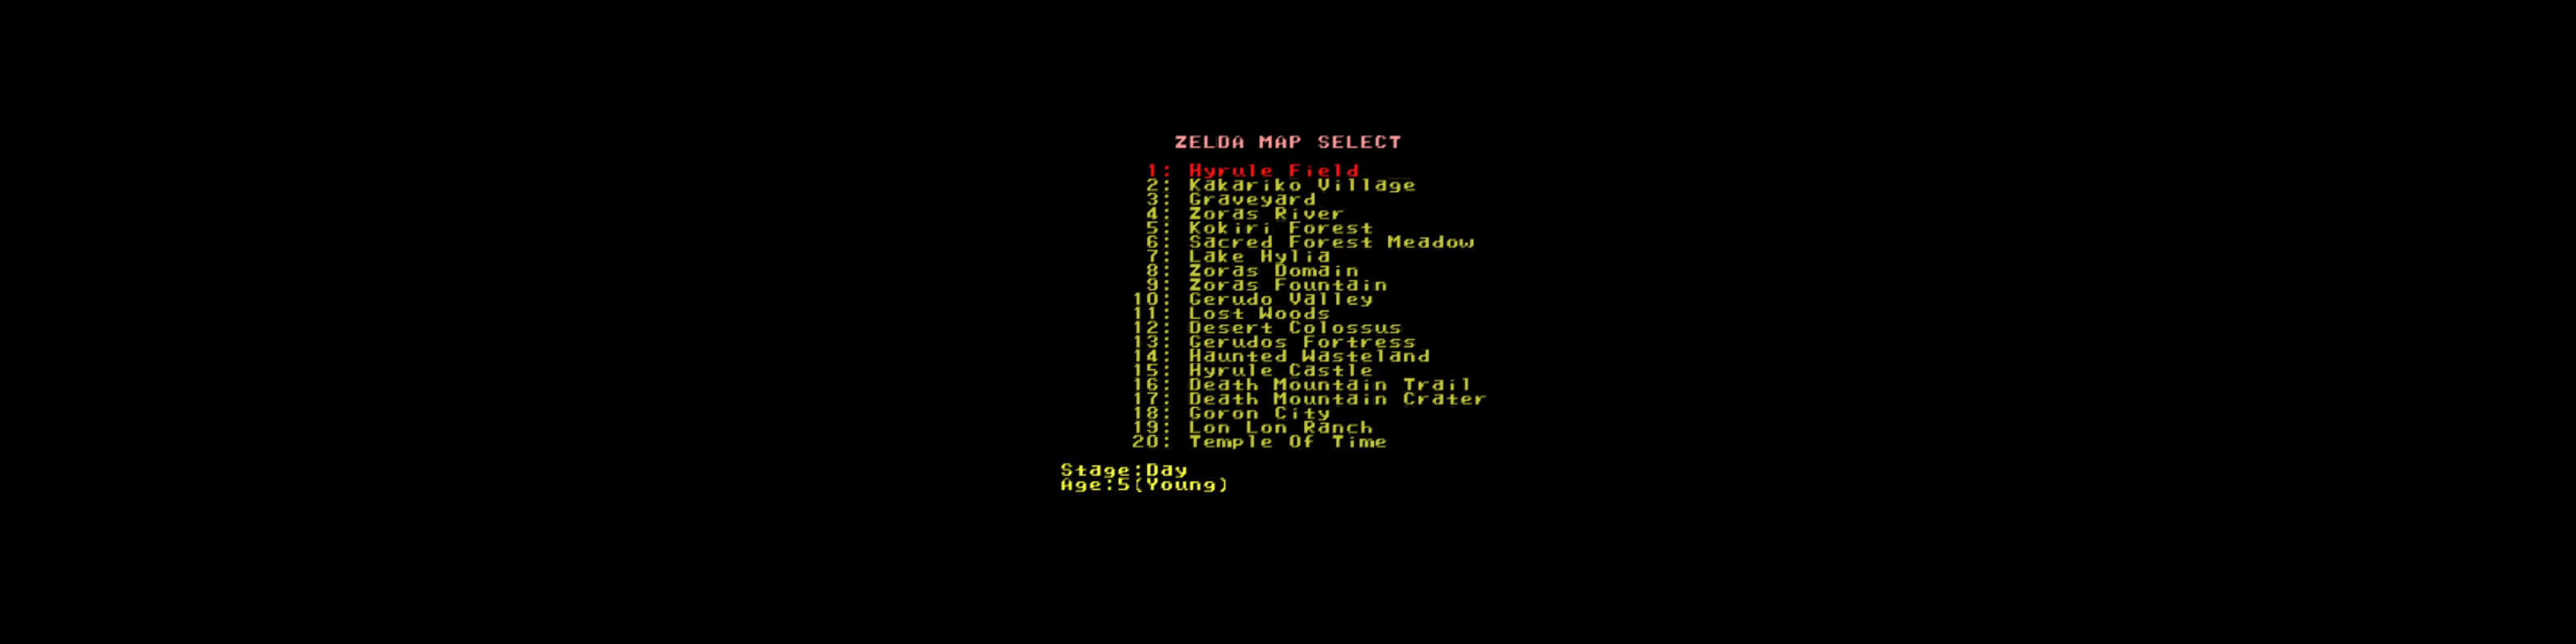 ZELDA MAP SELECT
1: Hyrule Field
2: Kakariko Village
3: Graveyard
4: Zoras River
5: Kokiri Forest
6: Sacred Forest Meadow
7: Lake Hylia
8: Zoras Domain
9: Zoras Fountain
10: Gerudo Valley
11: Lost Woods
12: Desert Colossus
13: Gerudos Fortress
14: Haunted Wasteland
15: Hyrule Castle
16: Death Mountain Trail
17: Death Mountain Crater
18: Goron City
19: Lon Lon Ranch
20: Temple Of Time
Stage:Day
Age:5(Young)